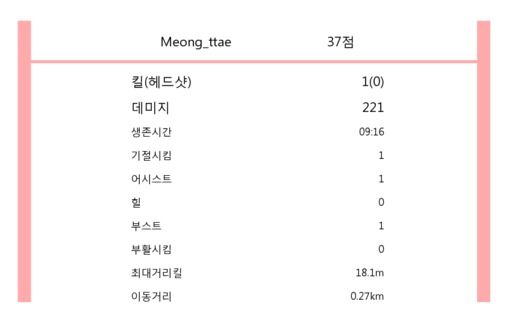 Meong_ttae 37점
킬(헤드샷) 1(0)
데미지 221
생존시간 09:16
기절시킴 1
어시스트 1
힐 0
부스트 1
부활시킴 0
최대거리킬 18.1m
이동거리 0.27km